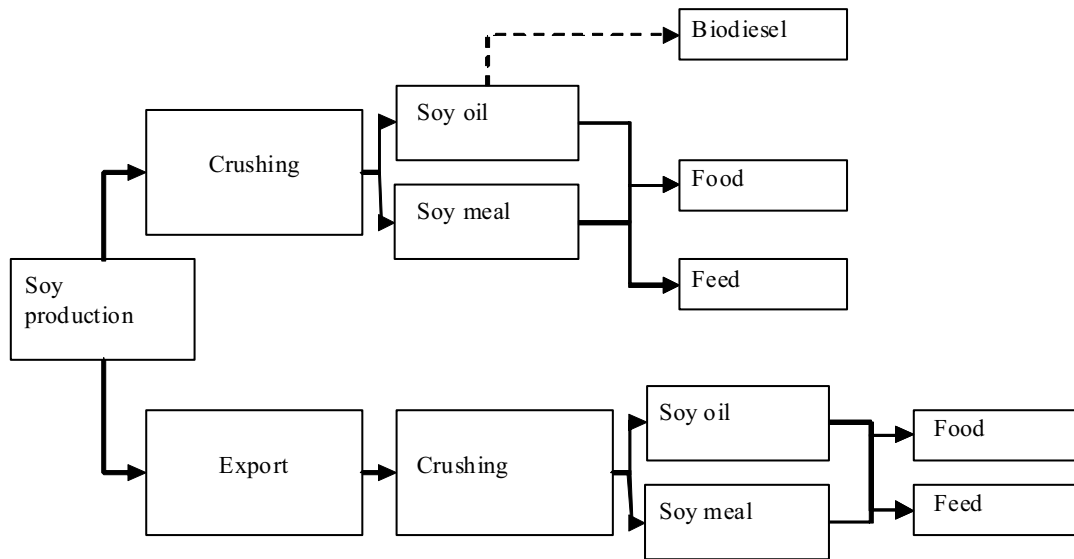 Biodiesel
Soy oil
Crushing
Food
Soy meal
Feed
Soy
production
Soy oil
Food
Export
Crushing
Feed
Soy meal